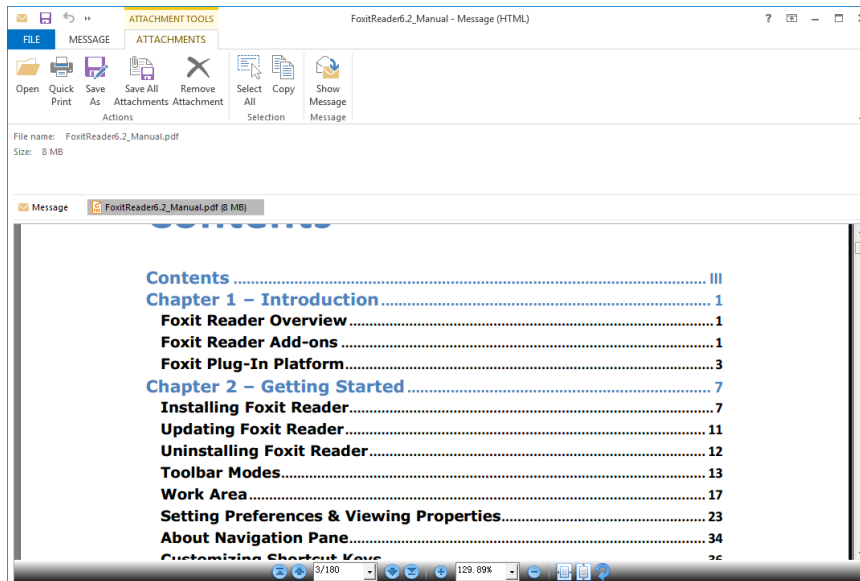 ATTACHMENT TOOLS
FoxitReader6.2_Manual - Message (HTML)
?
FILE
MESSAGE
ATTACHMENTS
Open
Quick Print
Save As
Save All Attachments
Remove Attachment
Select All
Copy
Show Message
Actions
Selection
Message
File name: FoxitReader6.2_Manual.pdf
Size: 8 MB
Message
FoxitReader6.2_Manual.pdf (8 MB)
Contents
Contents ........ III
Chapter 1 – Introduction ........ 1
Foxit Reader Overview ........ 1
Foxit Reader Add-ons ........ 1
Foxit Plug-In Platform ........ 3
Chapter 2 – Getting Started ........ 7
Installing Foxit Reader ........ 7
Updating Foxit Reader ........ 11
Uninstalling Foxit Reader ........ 12
Toolbar Modes ........ 13
Work Area ........ 17
Setting Preferences & Viewing Properties ........ 23
About Navigation Pane ........ 34
Customizing Shortcut Keys ........ 36
3/180
129.89%